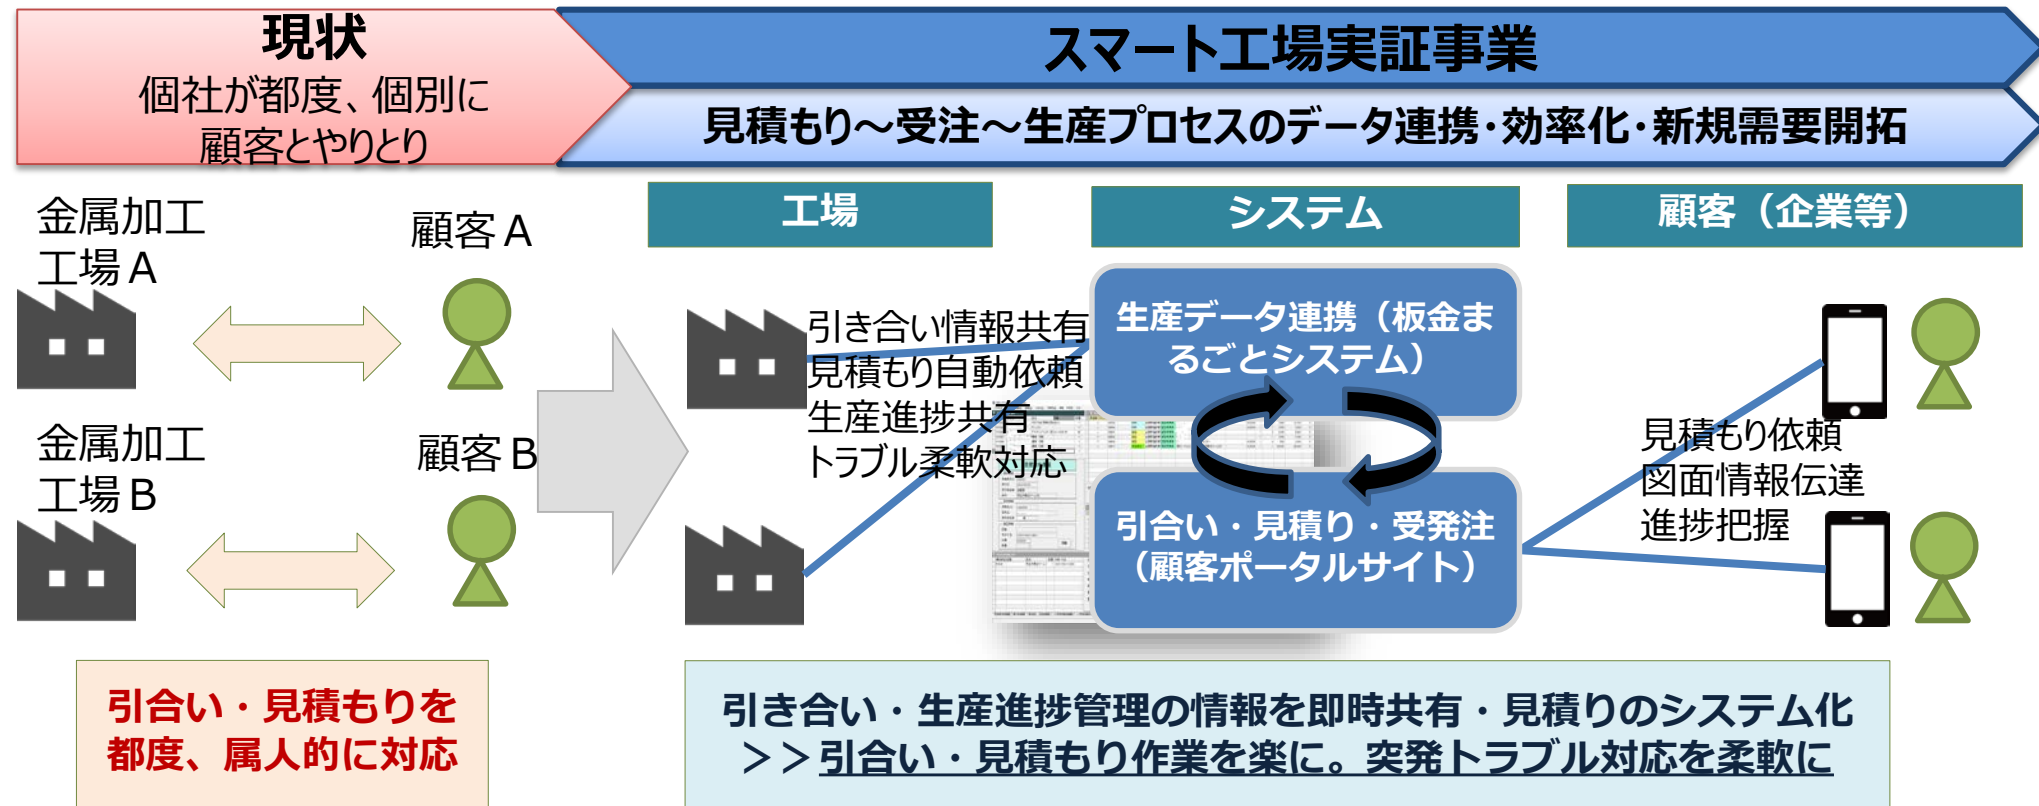 現状
個社が都度、個別に
顧客とやりとり
スマート工場実証事業
見積もり～受注～生産プロセスのデータ連携･効率化･新規需要開拓
金属加工
工場A
顧客A
金属加工
工場B
顧客B
引合い・見積もりを
都度、属人的に対応
工場
システム
顧客（企業等）
引き合い情報共有
見積もり自動依頼
生産進捗共有
トラブル柔軟対応
生産データ連携（板金ま
るごとシステム）
引合い・見積り・受発注
（顧客ポータルサイト）
見積もり依頼
図面情報伝達
進捗把握
引き合い・生産進捗管理の情報を即時共有・見積りのシステム化
＞＞引合い・見積もり作業を楽に。突発トラブル対応を柔軟に